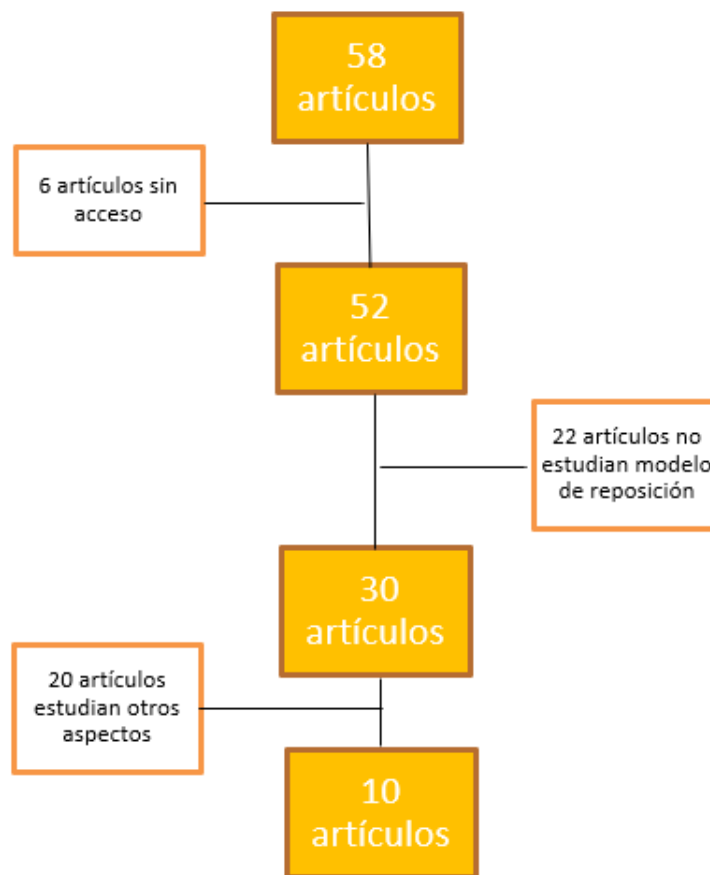 58
artículos
6 artículos sin
acceso
52
artículos
22 artículos no
estudian modelo
de reposición
30
artículos
20 artículos
estudian otros
aspectos
10
artículos